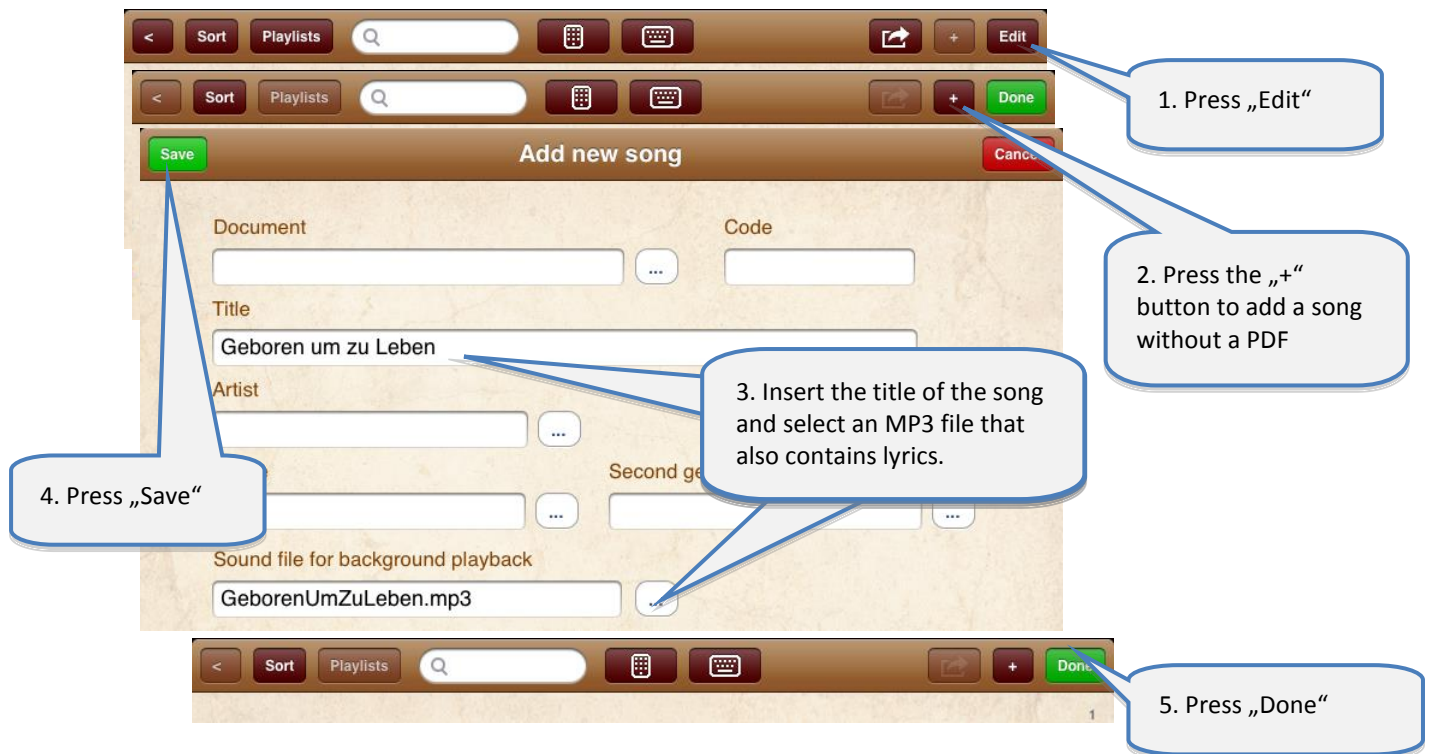 < Sort Playlists + Edit
1. Press „Edit“
< Sort Playlists + Done
Save Add new song
2. Press the „+“
button to add a song
without a PDF
Document Code
...
Title
Geboren um zu Leben
Artist
...
3. Insert the title of the song
and select an MP3 file that
also contains lyrics.
Second
4. Press „Save“
... ...
Sound file for background playback
GeborenUmZuLeben.mp3 ...
< Sort Playlists + Done
5. Press „Done“
1